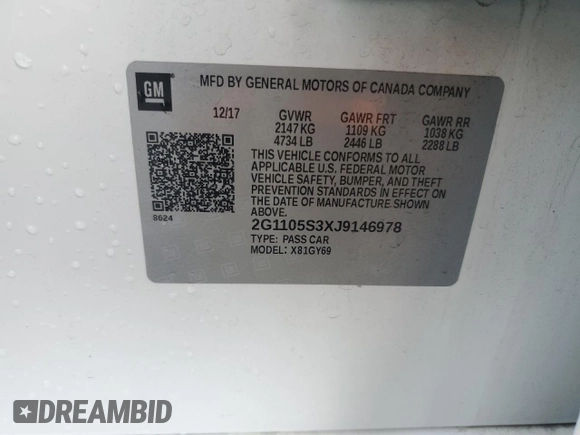 GM
MFD BY GENERAL MOTORS OF CANADA COMPANY
12/17 GVWR GAWR FRT GAWR RR
2147 KG 1109 KG 1038 KG
4734 LB 2446 LB 2288 LB
THIS VEHICLE CONFORMS TO ALL
APPLICABLE U.S. FEDERAL MOTOR
VEHICLE SAFETY, BUMPER, AND THEFT
PREVENTION STANDARDS IN EFFECT ON
THE DATE OF MANUFACTURE SHOWN
ABOVE.
8624
2G1105S3XJ9146978
TYPE: PASS CAR
MODEL: X81GY69
DREAMBID